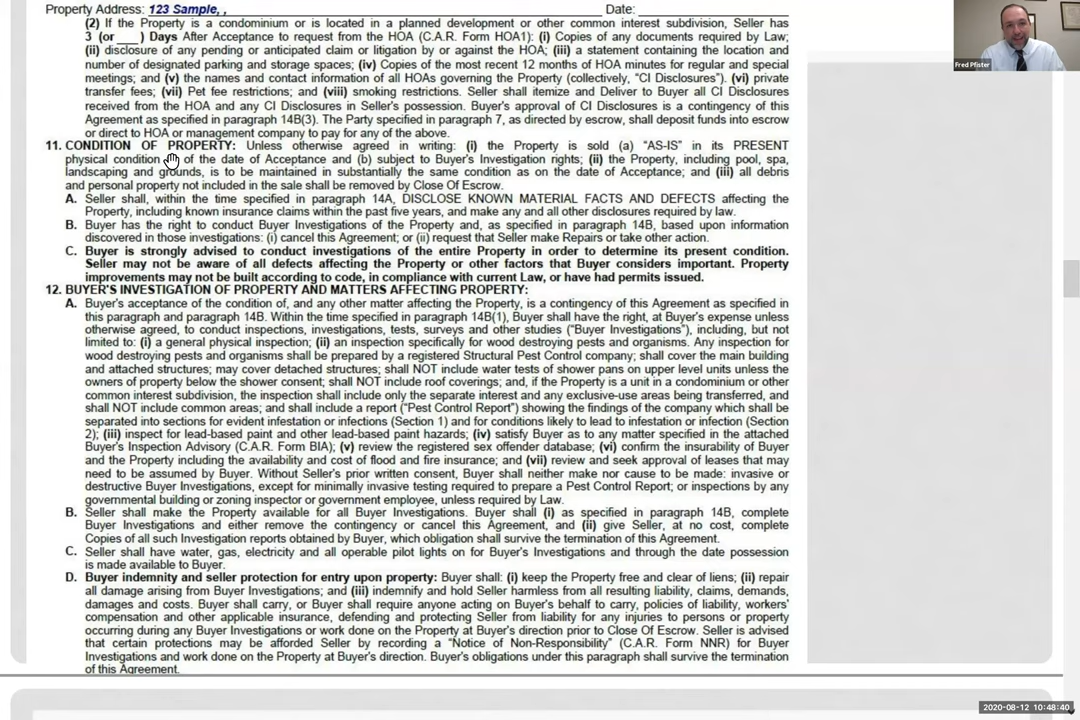 Property Address: 123 Sample, , Date:
(2) If the Property is a condominium or is located in a planned development or other common interest subdivision, Seller has
3 (or ___ ) Days After Acceptance to request from the HOA (C.A.R. Form HOA1): (i) Copies of any documents required by Law;
(ii) disclosure of any pending or anticipated claim or litigation by or against the HOA; (iii) a statement containing the location and
number of designated parking and storage spaces; (iv) Copies of the most recent 12 months of HOA minutes for regular and special
meetings; and (v) the names and contact information of all HOAs governing the Property (collectively, “CI Disclosures”). (vi) private
transfer fees; (vii) Pet fee restrictions; and (viii) smoking restrictions. Seller shall itemize and Deliver to Buyer all CI Disclosures
received from the HOA and any CI Disclosures in Seller's possession. Buyer's approval of CI Disclosures is a contingency of this
Agreement as specified in paragraph 14B(3). The Party specified in paragraph 7, as directed by escrow, shall deposit funds into escrow
or direct to HOA or management company to pay for any of the above.
11. CONDITION OF PROPERTY: Unless otherwise agreed in writing: (i) the Property is sold (a) “AS-IS” in its PRESENT
physical condition of the date of Acceptance and (b) subject to Buyer's Investigation rights; (ii) the Property, including pool, spa,
landscaping and grounds, is to be maintained in substantially the same condition as on the date of Acceptance; and (iii) all debris
and personal property not included in the sale shall be removed by Close Of Escrow.
A. Seller shall, within the time specified in paragraph 14A, DISCLOSE KNOWN MATERIAL FACTS AND DEFECTS affecting the
Property, including known insurance claims within the past five years, and make any and all other disclosures required by law.
B. Buyer has the right to conduct Buyer Investigations of the Property and, as specified in paragraph 14B, based upon information
discovered in those investigations: (i) cancel this Agreement; or (ii) request that Seller make Repairs or take other action.
C. Buyer is strongly advised to conduct investigations of the entire Property in order to determine its present condition.
Seller may not be aware of all defects affecting the Property or other factors that Buyer considers important. Property
improvements may not be built according to code, in compliance with current Law, or have had permits issued.
12. BUYER'S INVESTIGATION OF PROPERTY AND MATTERS AFFECTING PROPERTY:
A. Buyer's acceptance of the condition of, and any other matter affecting the Property, is a contingency of this Agreement as specified in
this paragraph and paragraph 14B. Within the time specified in paragraph 14B(1), Buyer shall have the right, at Buyer's expense unless
otherwise agreed, to conduct inspections, investigations, tests, surveys and other studies (“Buyer Investigations”), including, but not
limited to: (i) a general physical inspection; (ii) an inspection specifically for wood destroying pests and organisms. Any inspection for
wood destroying pests and organisms shall be prepared by a registered Structural Pest Control company; shall cover the main building
and attached structures; may cover detached structures; shall NOT include water tests of shower pans on upper level units unless the
owners of property below the shower consent; shall NOT include roof coverings; and, if the Property is a unit in a condominium or other
common interest subdivision, the inspection shall include only the separate interest and any exclusive-use areas being transferred, and
shall NOT include common areas; and shall include a report (“Pest Control Report”) showing the findings of the company which shall be
separated into sections for evident infestation or infections (Section 1) and for conditions likely to lead to infestation or infection (Section
2); (iii) inspect for lead-based paint and other lead-based paint hazards; (iv) satisfy Buyer as to any matter specified in the attached
Buyer's Inspection Advisory (C.A.R. Form BIA); (v) review the registered sex offender database; (vi) confirm the insurability of Buyer
and the Property including the availability and cost of flood and fire insurance; and (vii) review and seek approval of leases that may
need to be assumed by Buyer. Without Seller's prior written consent, Buyer shall neither make nor cause to be made: invasive or
destructive Buyer Investigations, except for minimally invasive testing required to prepare a Pest Control Report; or inspections by any
governmental building or zoning inspector or government employee, unless required by Law.
B. Seller shall make the Property available for all Buyer Investigations. Buyer shall (i) as specified in paragraph 14B, complete
Buyer Investigations and either remove the contingency or cancel this Agreement, and (ii) give Seller, at no cost, complete
Copies of all such Investigation reports obtained by Buyer, which obligation shall survive the termination of this Agreement.
C. Seller shall have water, gas, electricity and all operable pilot lights on for Buyer's Investigations and through the date possession
is made available to Buyer.
D. Buyer indemnity and seller protection for entry upon property: Buyer shall: (i) keep the Property free and clear of liens; (ii) repair
all damage arising from Buyer Investigations; and (iii) indemnify and hold Seller harmless from all resulting liability, claims, demands,
damages and costs. Buyer shall carry, or Buyer shall require anyone acting on Buyer's behalf to carry, policies of liability, workers'
compensation and other applicable insurance, defending and protecting Seller from liability for any injuries to persons or property
occurring during any Buyer Investigations or work done on the Property at Buyer's direction prior to Close Of Escrow. Seller is advised
that certain protections may be afforded Seller by recording a “Notice of Non-Responsibility” (C.A.R. Form NNR) for Buyer
Investigations and work done on the Property at Buyer's direction. Buyer's obligations under this paragraph shall survive the termination
of this Agreement.
Fred Pfister
2020-08-12 10:48:40